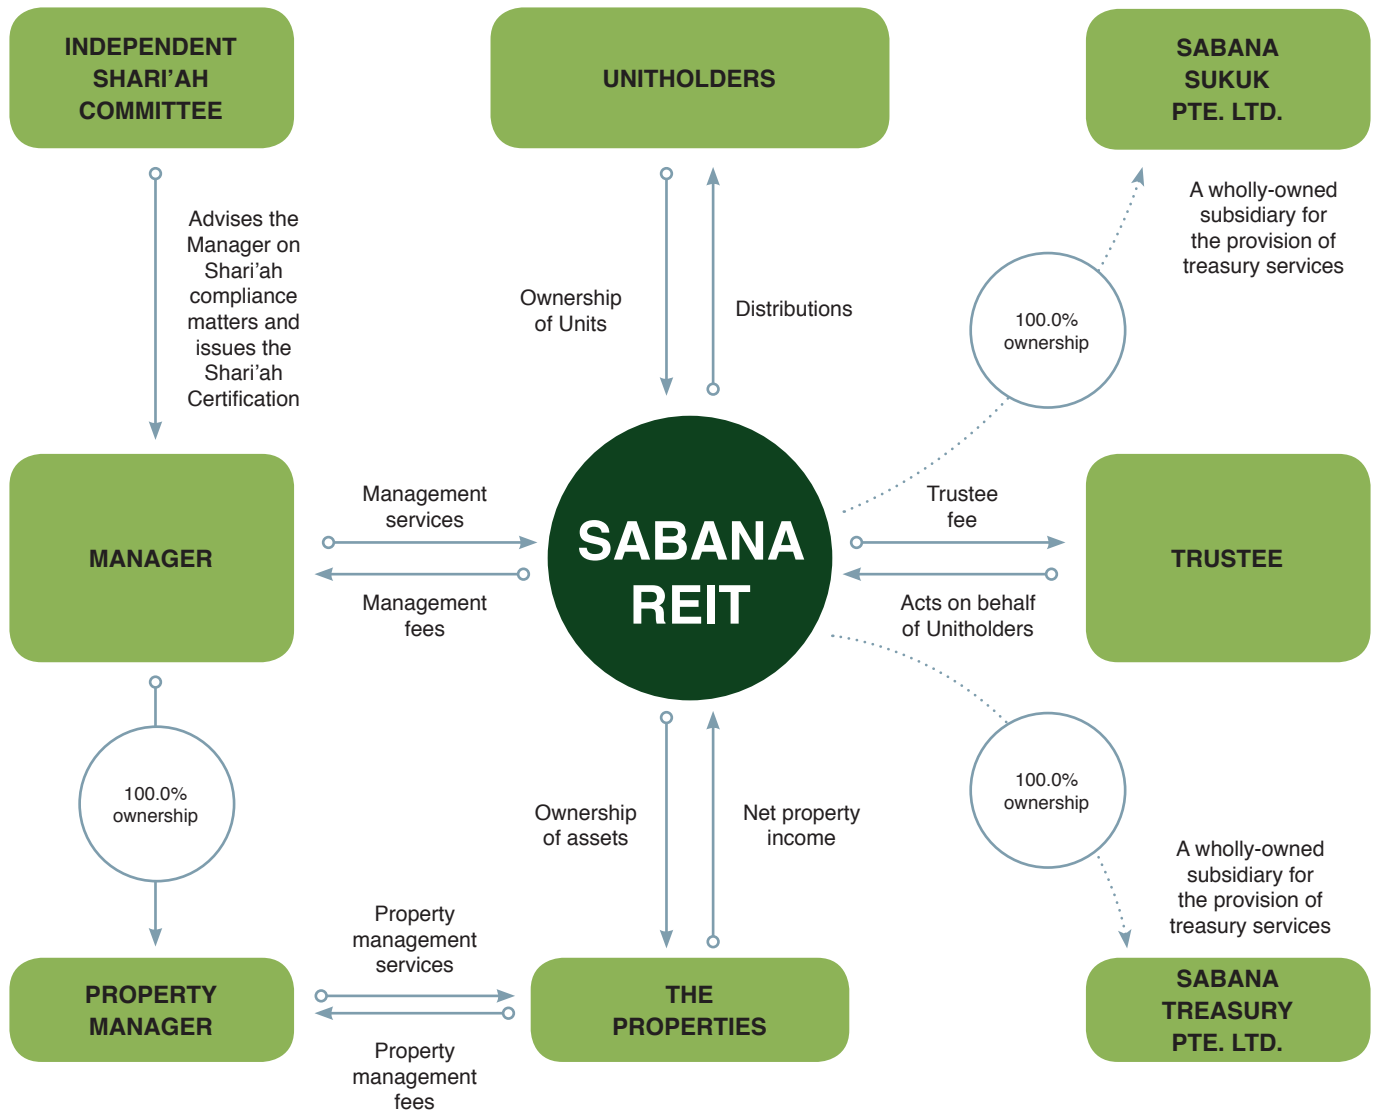 INDEPENDENT
SHARI'AH
COMMITTEE
UNITHOLDERS
SABANA
SUKUK
PTE. LTD.
Advises the
Manager on
Shari'ah
compliance
matters and
issues the
Shari'ah
Certification
Ownership
of Units
Distributions
100.0%
ownership
A wholly-owned
subsidiary for
the provision of
treasury services
MANAGER
Management
services
Management
fees
SABANA
REIT
Trustee
fee
Acts on behalf
of Unitholders
TRUSTEE
100.0%
ownership
Ownership
of assets
Net property
income
100.0%
ownership
A wholly-owned
subsidiary for
the provision of
treasury services
PROPERTY
MANAGER
Property
management
services
Property
management
fees
THE
PROPERTIES
SABANA
TREASURY
PTE. LTD.